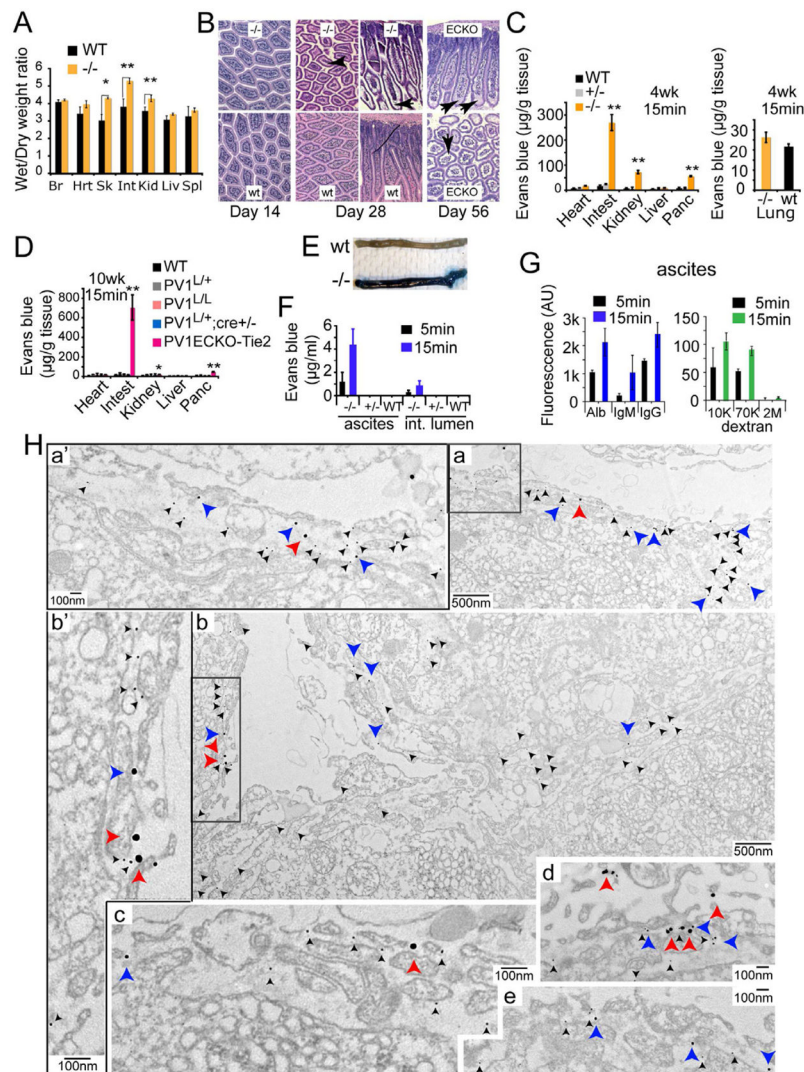 A
WT
-/-
Wet/Dry weight ratio
6
5
4
3
2
1
0
*
**
**
Br Hrt Sk Int Kid Liv Spl
B
-/-
-/-
-/-
ECKO
wt
wt
wt
ECKO
Day 14 Day 28 Day 56
C
WT
+/-
-/-
4wk
15min
Evans blue (µg/g tissue)
300
200
100
0
**
**
**
Heart
Intest
Kidney
Liver
Panc
4wk
15min
Evans blue (µg/g tissue)
30
20
10
0
-/- wt
Lung
D
10wk
15min
**
WT
PV1L/+
PV1L/L
PV1L/+;cre+/-
PV1ECKO-Tie2
Evans blue
(µg/g tissue)
800
600
400
200
0
*
**
Heart
Intest
Kidney
Liver
Panc
E
wt
-/-
F
5min
15min
Evans blue
(µg/ml)
6
4
2
0
-/- +/- WT -/- +/- WT
ascites int. lumen
G
ascites
5min
15min
Fluoresccence (AU)
3k
2k
1k
0
Alb IgM IgG
5min
15min
150
100
50
0
10K 70K 2M
dextran
H
a'
100nm
a
500nm
b'
100nm
b
500nm
c
100nm
d
100nm
e
100nm